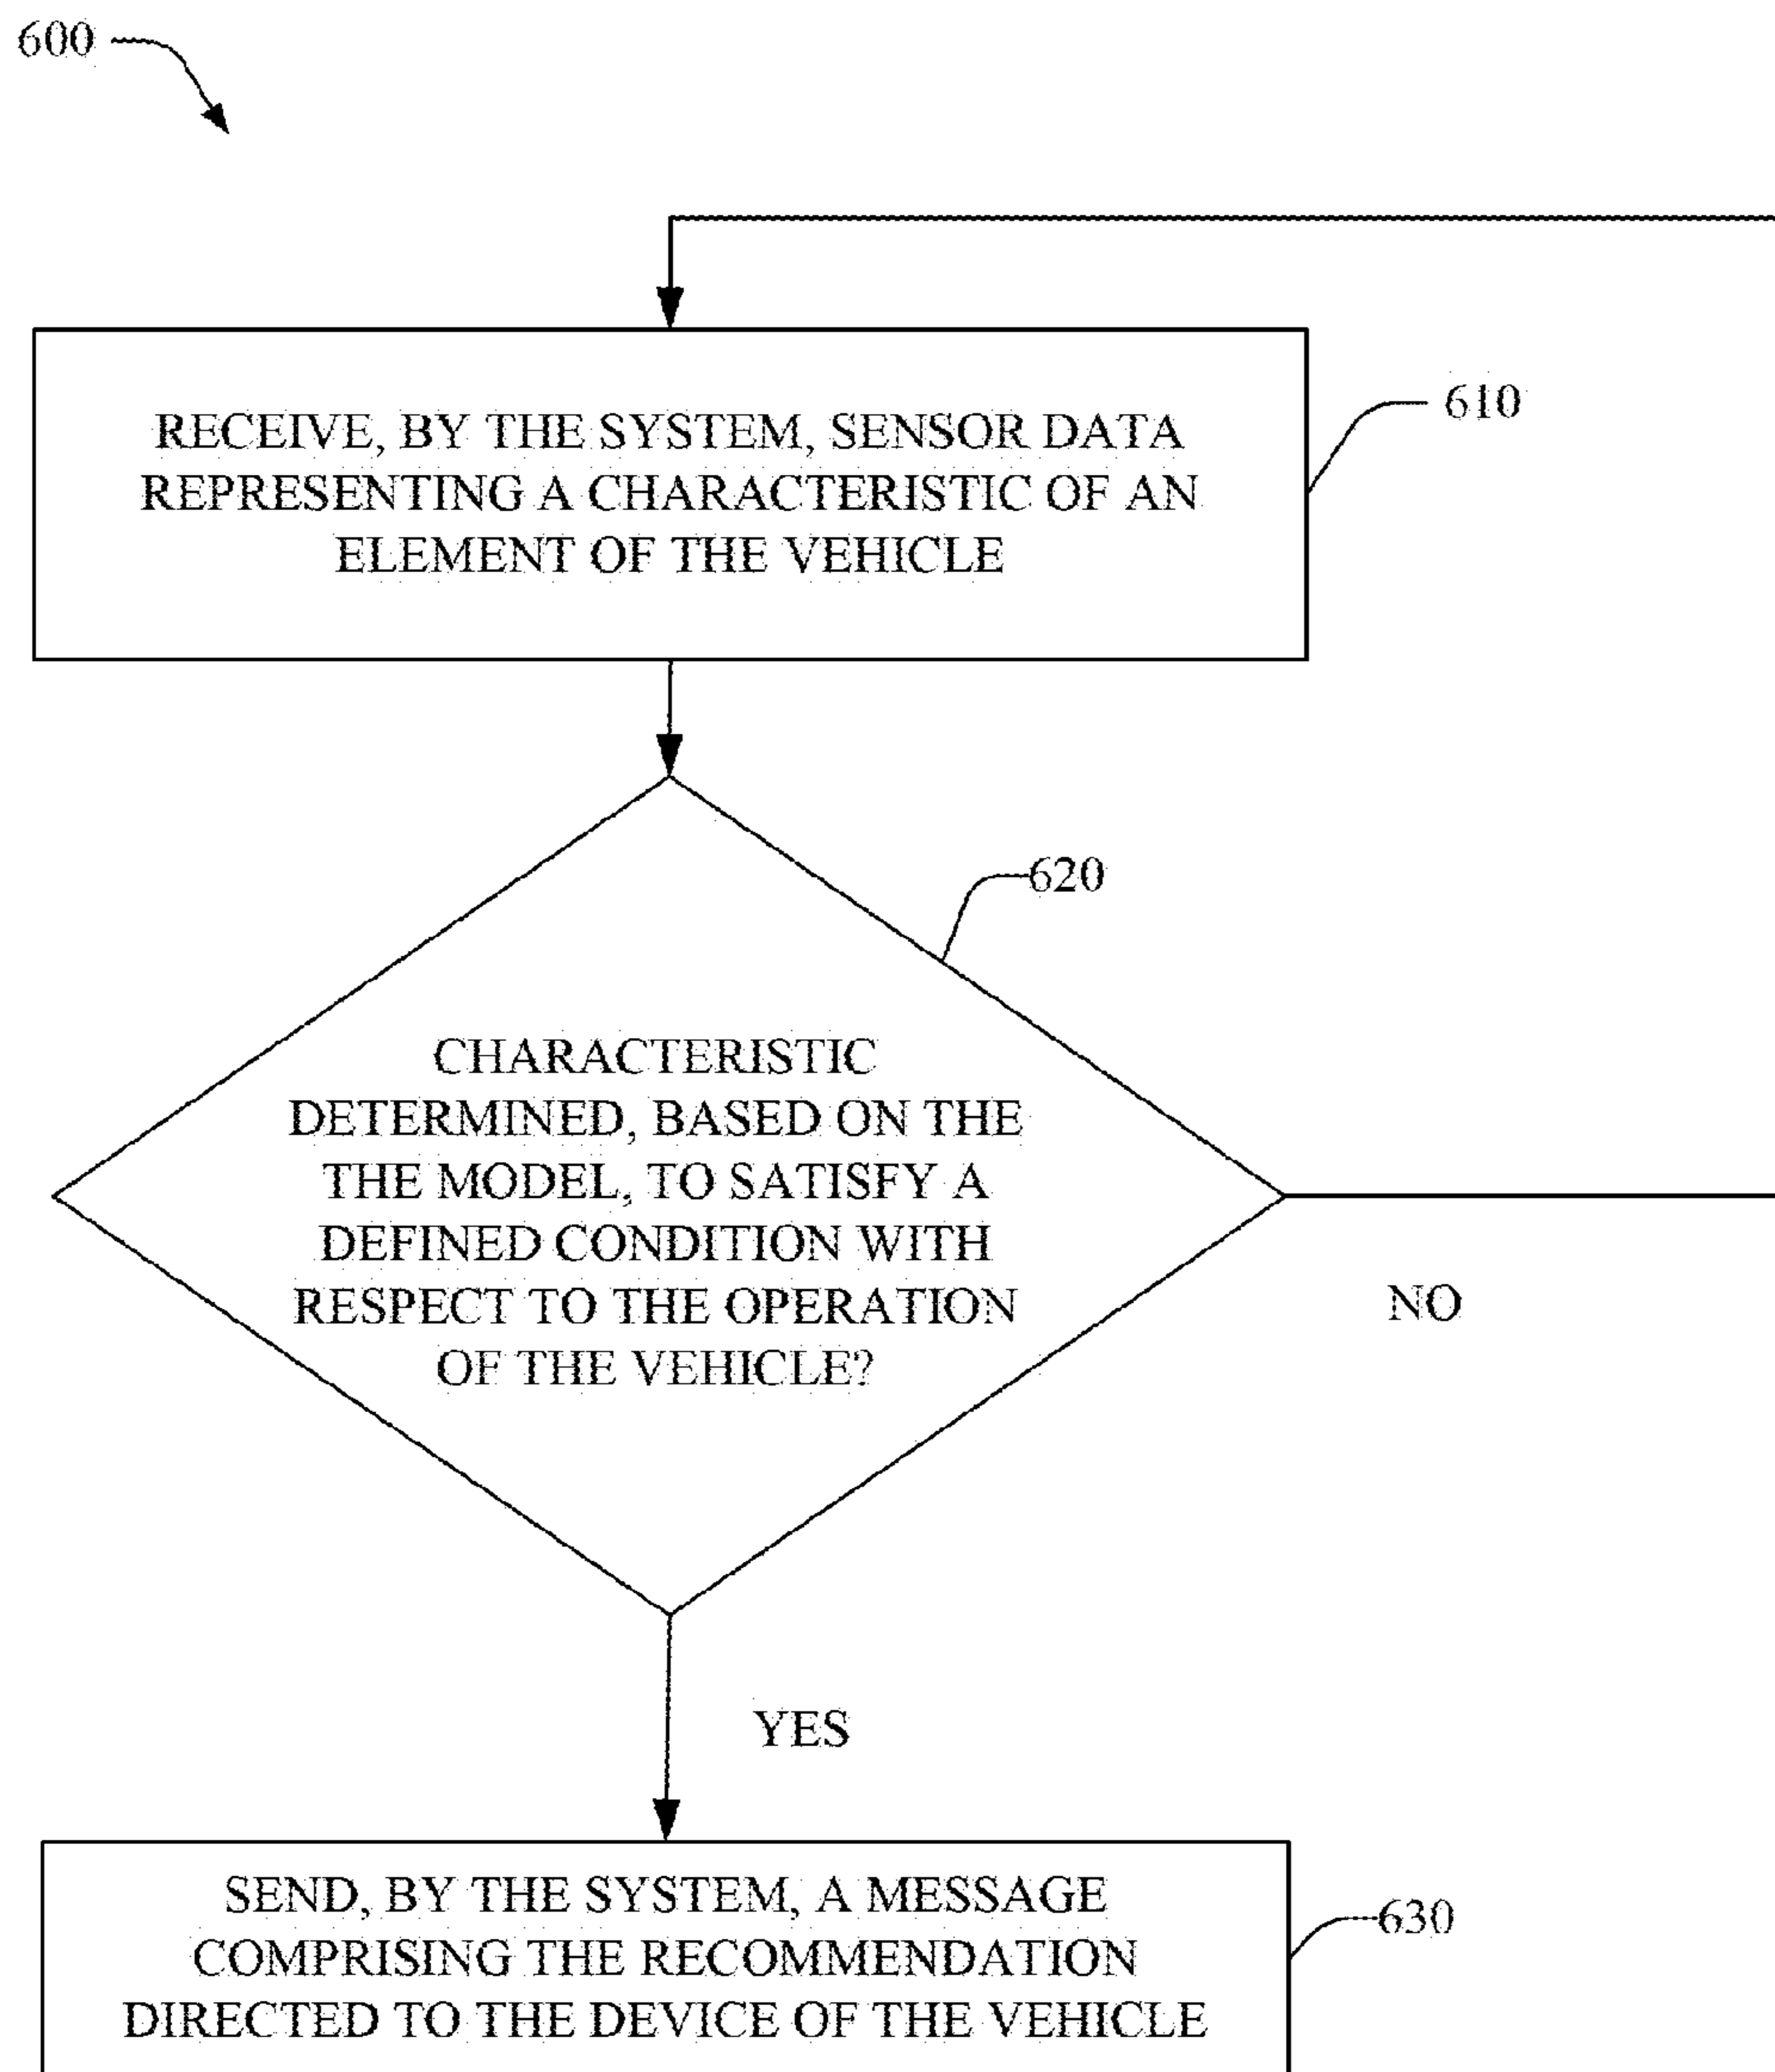 600
RECEIVE, BY THE SYSTEM, SENSOR DATA
REPRESENTING A CHARACTERISTIC OF AN
ELEMENT OF THE VEHICLE
610
620
CHARACTERISTIC
DETERMINED, BASED ON THE
THE MODEL, TO SATISFY A
DEFINED CONDITION WITH
RESPECT TO THE OPERATION
OF THE VEHICLE?
NO
YES
SEND, BY THE SYSTEM, A MESSAGE
COMPRISING THE RECOMMENDATION
DIRECTED TO THE DEVICE OF THE VEHICLE
630